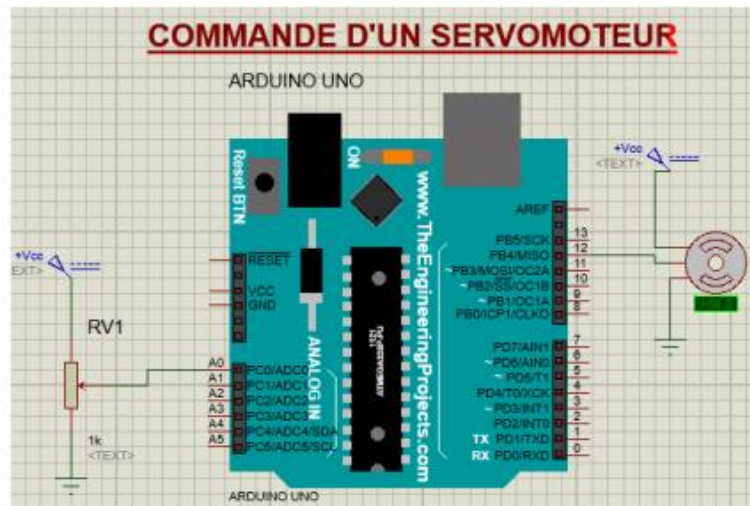 COMMANDE D'UN SERVOMOTEUR
ARDUINO UNO
Reset BTN
ON
www.TheEngineeringProjects.com
+Vcc
<TEXT>
AREF
PB5/SCK 13
PB4/MISO 12
~PB3/MOSI/OC2A 11
~PB2/SS/OC1B 10
~PB1/OC1A 9
PB0/ICP1/CLKO 8
+Vcc
EXT>
RESET
VCC
GND
RV1
1k
<TEXT>
ANALOG IN
A0 PC0/ADC0
A1 PC1/ADC1
A2 PC2/ADC2
A3 PC3/ADC3
A4 PC4/ADC4/SDA
A5 PC5/ADC5/SCL
PD7/AIN1 7
~PD6/AIN0 6
~PD5/T1 5
PD4/T0/XCK 4
~PD3/INT1 3
PD2/INT0 2
TX PD1/TXD 1
RX PD0/RXD 0
ARDUINO UNO